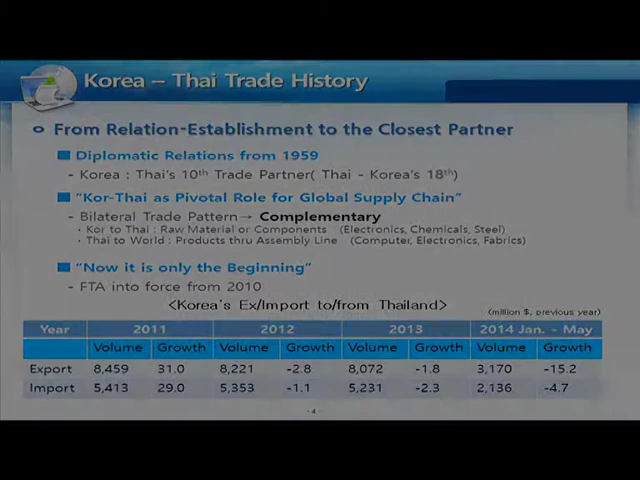 Korea – Thai Trade History
From Relation-Establishment to the Closest Partner
Diplomatic Relations from 1959
- Korea : Thai's 10th Trade Partner( Thai - Korea's 18th)
"Kor-Thai as Pivotal Role for Global Supply Chain"
- Bilateral Trade Pattern→ Complementary
• Kor to Thai : Raw Material or Components (Electronics, Chemicals, Steel)
• Thai to World : Products thru Assembly Line (Computer, Electronics, Fabrics)
"Now it is only the Beginning"
- FTA into force from 2010
<Korea's Ex/Import to/from Thailand>
(million $, previous year)
Year 2011 2012 2013 2014 Jan. - May
Volume Growth Volume Growth Volume Growth Volume Growth
Export 8,459 31.0 8,221 -2.8 8,072 -1.8 3,170 -15.2
Import 5,413 29.0 5,353 -1.1 5,231 -2.3 2,136 -4.7
- 4 -